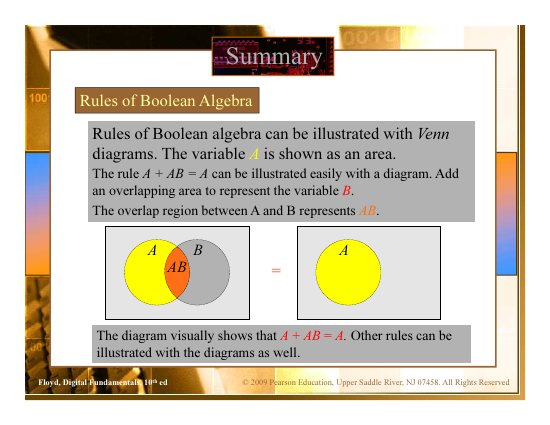 Summary
Rules of Boolean Algebra
Rules of Boolean algebra can be illustrated with Venn
diagrams. The variable A is shown as an area.
The rule A + AB = A can be illustrated easily with a diagram. Add
an overlapping area to represent the variable B.
The overlap region between A and B represents AB.
A B
AB
=
A
The diagram visually shows that A + AB = A. Other rules can be
illustrated with the diagrams as well.
Floyd, Digital Fundamentals, 10th ed
© 2009 Pearson Education, Upper Saddle River, NJ 07458. All Rights Reserved